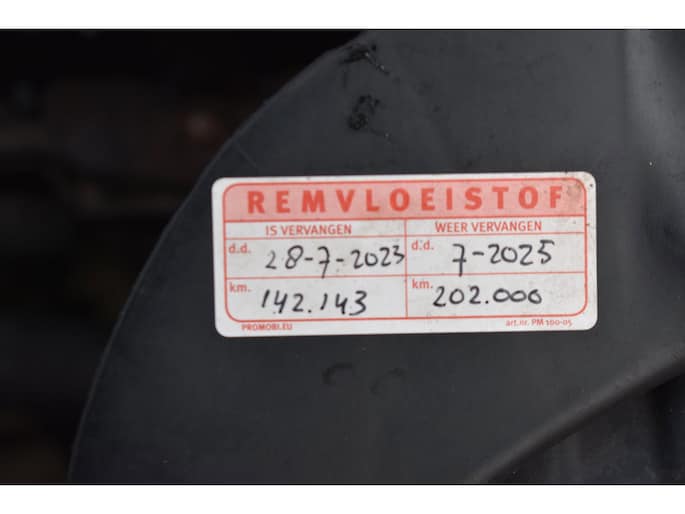 REMVLOEISTOF
IS VERVANGEN WEER VERVANGEN
d.d. 28-7-2023 d.d. 7-2025
km. 142.143 km. 202.000
PROMOBI.EU art.nr. PM 100-05